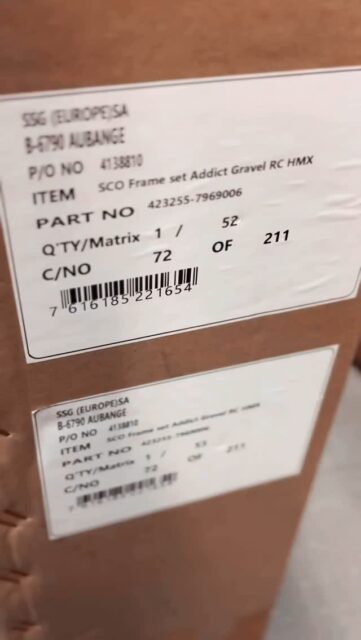 SSG (EUROPE)SA
B-6790 AUBANGE
P/O NO 4138810
ITEM SCO Frame set Addict Gravel RC HMX
PART NO 423255-7969006
Q'TY/Matrix 1 / 52
C/NO 72 OF 211
7 616185 221654
SSG (EUROPE)SA
B-6790 AUBANGE
P/O NO 4138810
ITEM SCO Frame set Addict Gravel RC HMX
PART NO 423255-7969006
Q'TY/Matrix 1 /
C/NO 72 OF 211